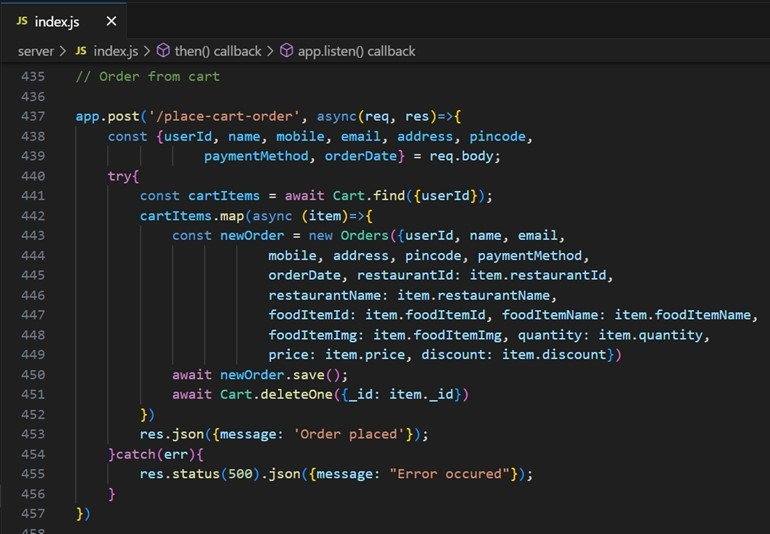 JS index.js ×
server > JS index.js > then() callback > app.listen() callback
435 // Order from cart
436
437 app.post('/place-cart-order', async(req, res)=>{
438 const {userId, name, mobile, email, address, pincode,
439 paymentMethod, orderDate} = req.body;
440 try{
441 const cartItems = await Cart.find({userId});
442 cartItems.map(async (item)=>{
443 const newOrder = new Orders({userId, name, email,
444 mobile, address, pincode, paymentMethod,
445 orderDate, restaurantId: item.restaurantId,
446 restaurantName: item.restaurantName,
447 foodItemId: item.foodItemId, foodItemName: item.foodItemName,
448 foodItemImg: item.foodItemImg, quantity: item.quantity,
449 price: item.price, discount: item.discount})
450 await newOrder.save();
451 await Cart.deleteOne({_id: item._id})
452 })
453 res.json({message: 'Order placed'});
454 }catch(err){
455 res.status(500).json({message: "Error occured"});
456 }
457 })
458